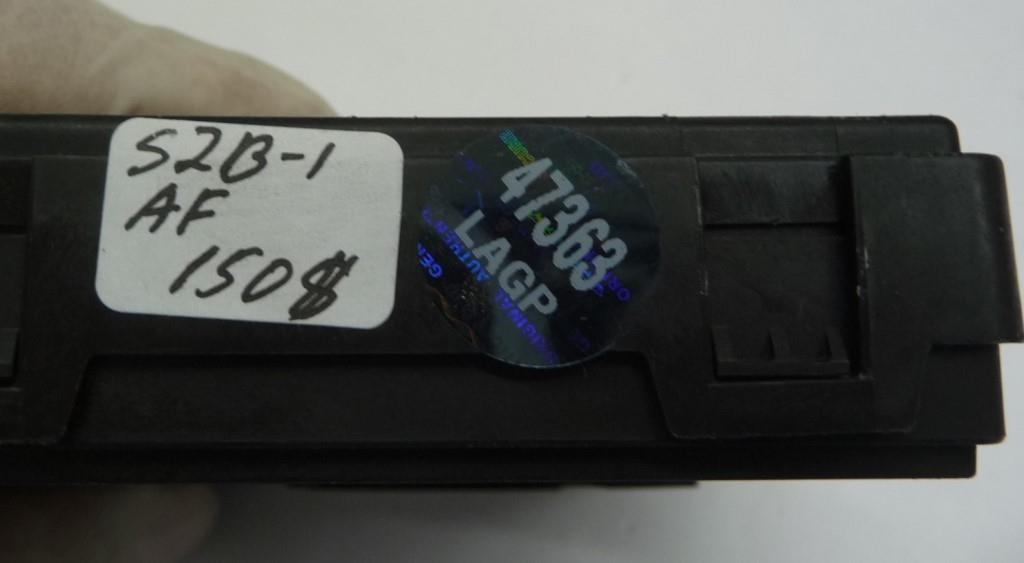 S2B-1
AF
150$
47363
LAGP